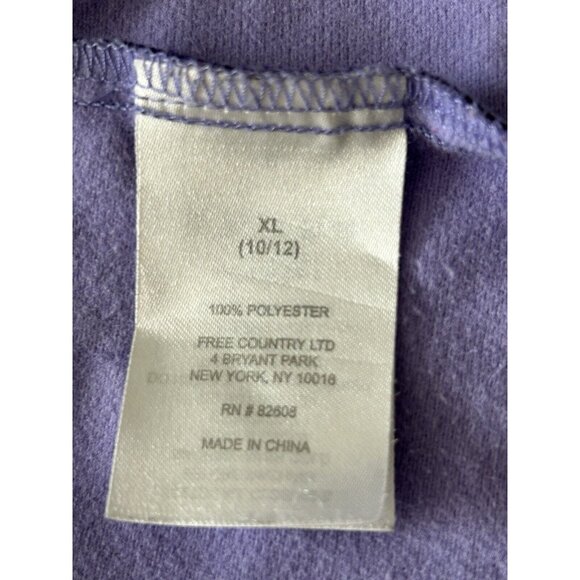 XL
(10/12)
100% POLYESTER
FREE COUNTRY LTD
4 BRYANT PARK
NEW YORK, NY 10018
RN # 82608
MADE IN CHINA